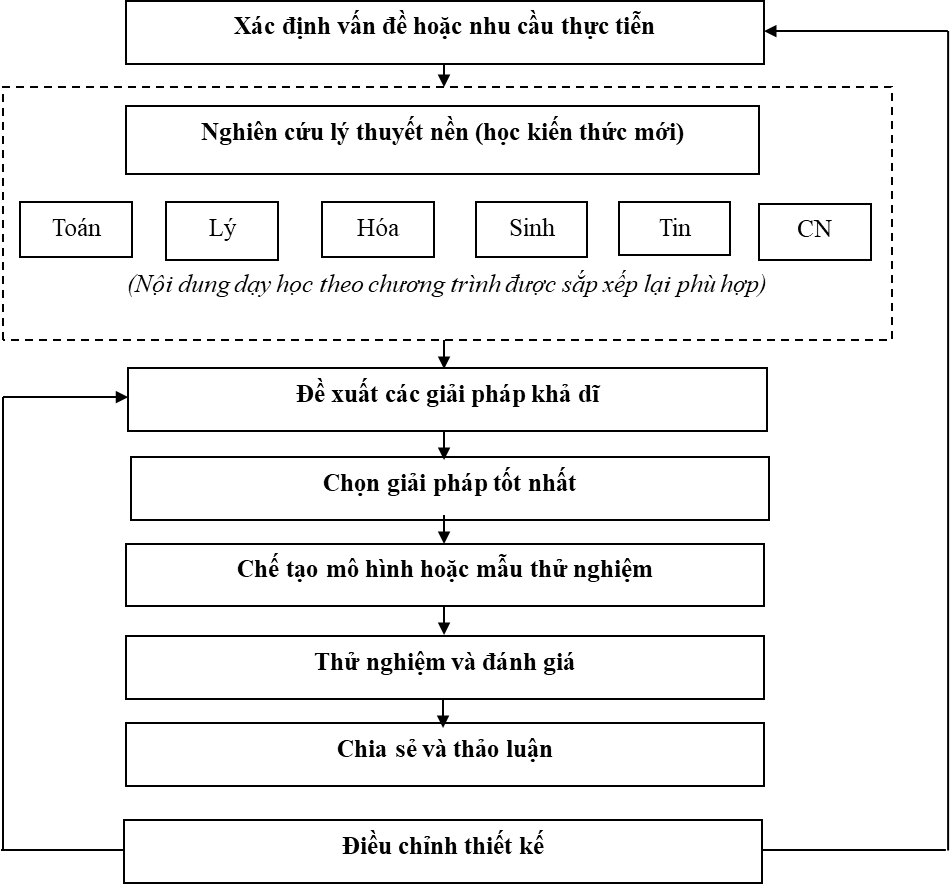 Xác định vấn đề hoặc nhu cầu thực tiễn
Nghiên cứu lý thuyết nền (học kiến thức mới)
Toán
Lý
Hóa
Sinh
Tin
CN
(Nội dung dạy học theo chương trình được sắp xếp lại phù hợp)
Đề xuất các giải pháp khả dĩ
Chọn giải pháp tốt nhất
Chế tạo mô hình hoặc mẫu thử nghiệm
Thử nghiệm và đánh giá
Chia sẻ và thảo luận
Điều chỉnh thiết kế